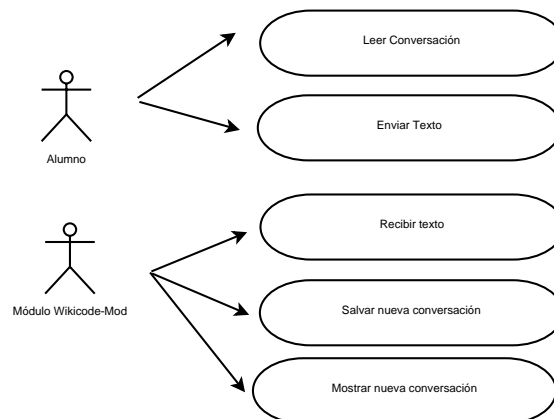 Leer Conversación
Enviar Texto
Alumno
Recibir texto
Módulo Wikicode-Mod
Salvar nueva conversación
Mostrar nueva conversación